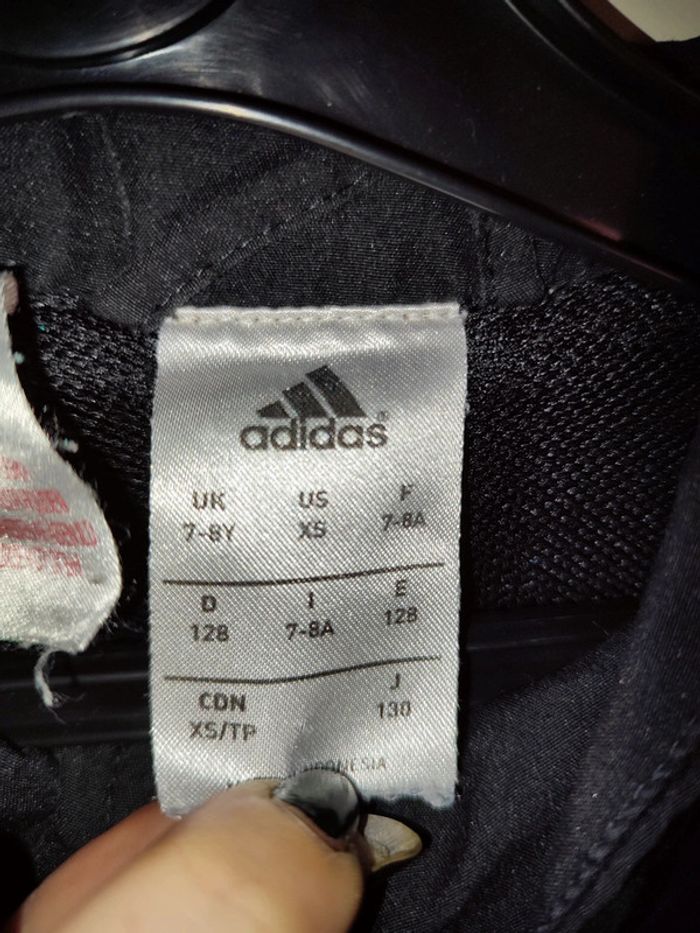 adidas®
UK US F
7-8Y XS 7-8A
D I E
128 7-8A 128
CDN J
XS/TP 130